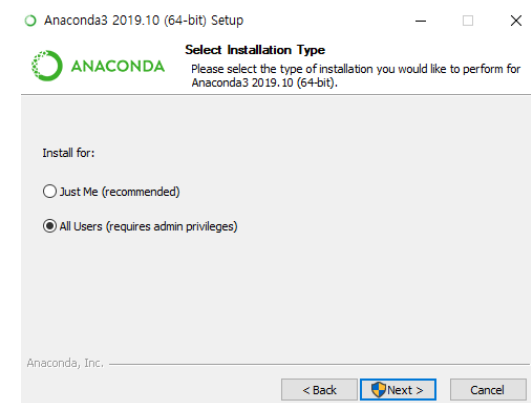 Anaconda3 2019.10 (64-bit) Setup
ANACONDA
Select Installation Type
Please select the type of installation you would like to perform for
Anaconda3 2019.10 (64-bit).
Install for:
Just Me (recommended)
All Users (requires admin privileges)
Anaconda, Inc.
< Back
Next >
Cancel